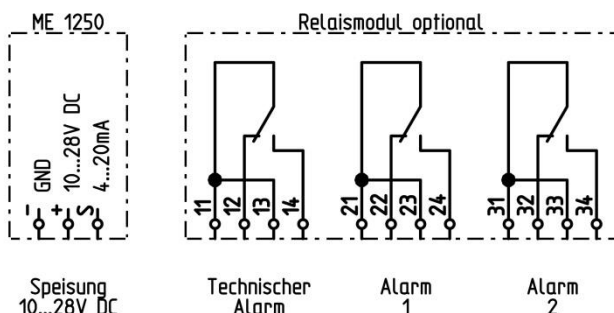 ME 1250
Relaismodul optional
GND
10...28V DC
4...20mA
-
+
S
11
12
13
14
21
22
23
24
31
32
33
34
Speisung
10...28V DC
Technischer
Alarm
Alarm
1
Alarm
2